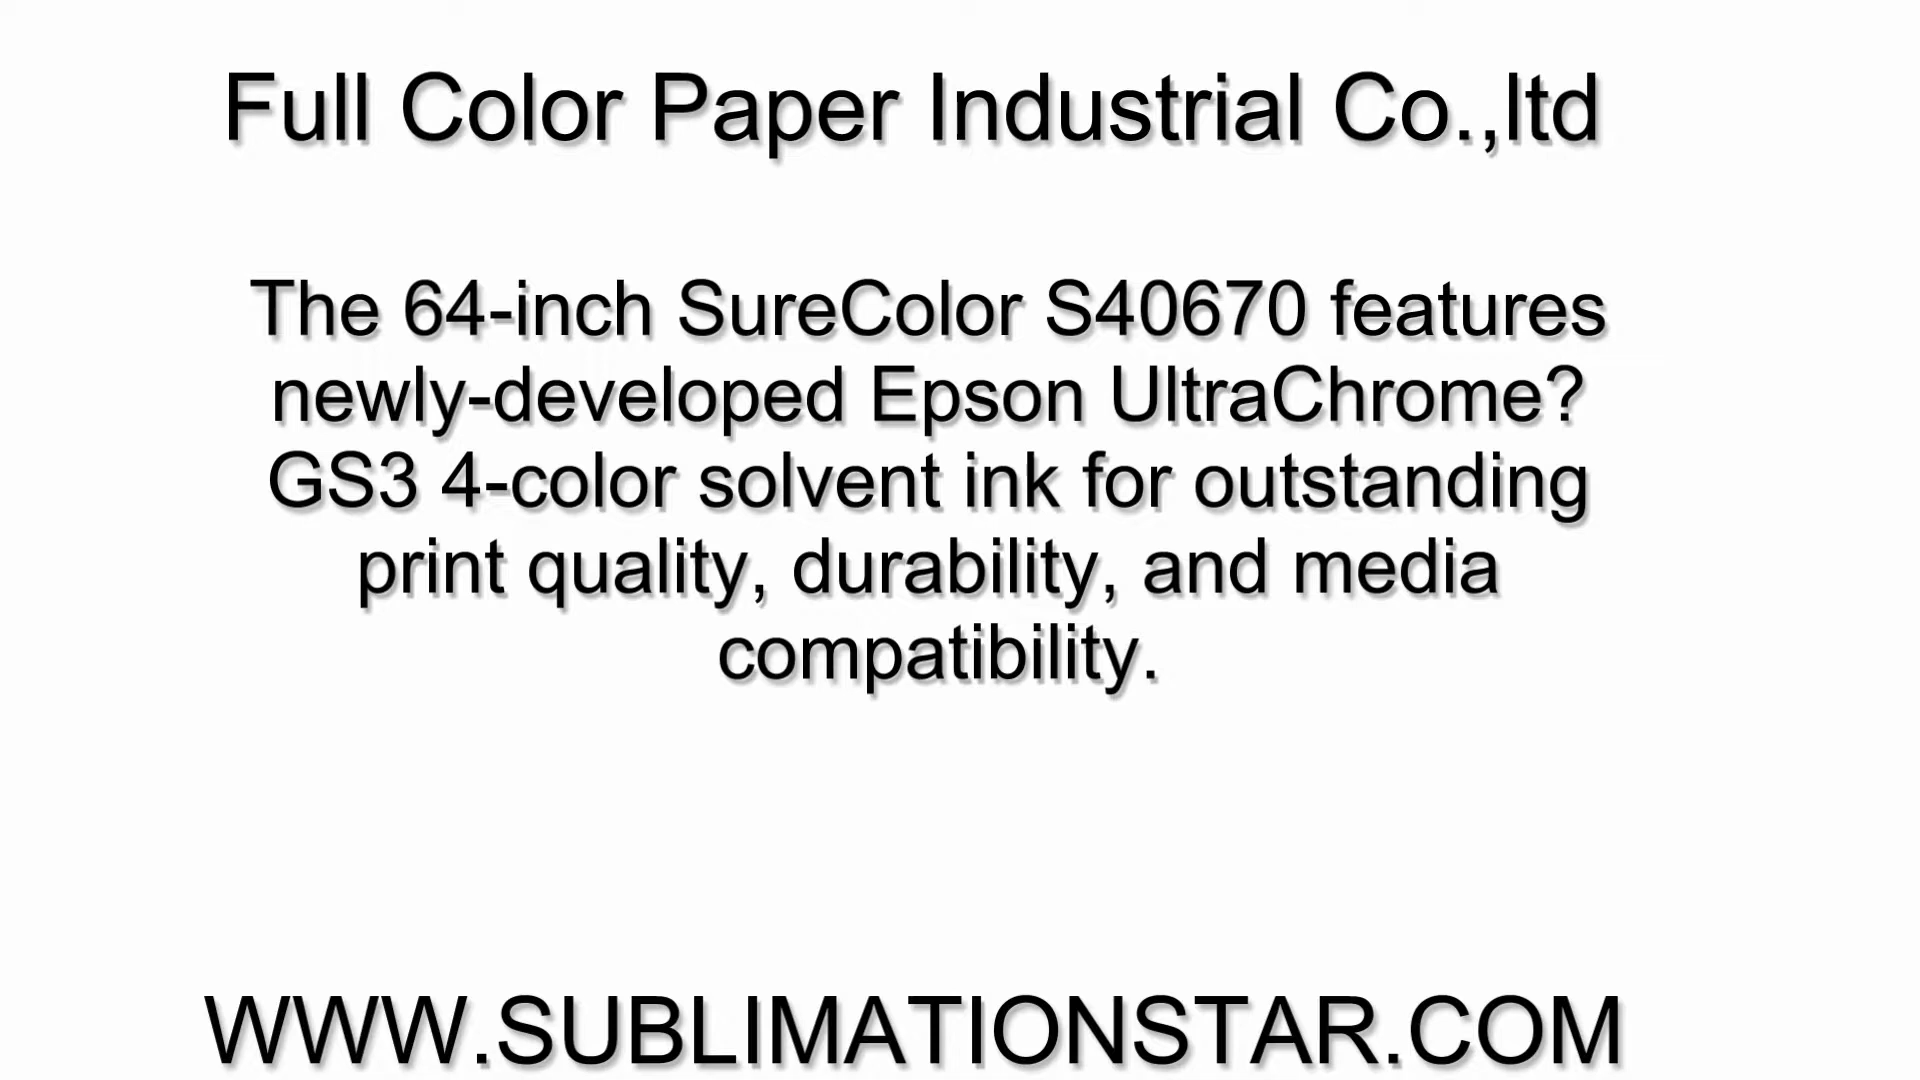 Full Color Paper Industrial Co.,ltd
The 64-inch SureColor S40670 features
newly-developed Epson UltraChrome?
GS3 4-color solvent ink for outstanding
print quality, durability, and media
compatibility.
WWW.SUBLIMATIONSTAR.COM